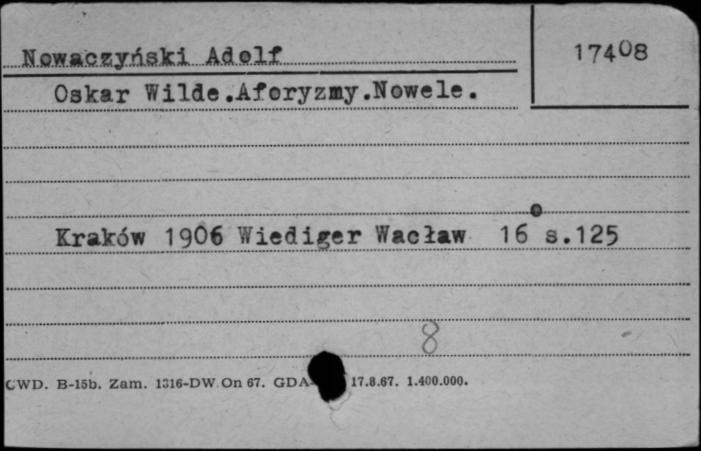 Nowaczyński Adolf
17408
Oskar Wilde.Aforyzmy.Nowele.
Kraków 1906 Wiediger Wacław 16° s.125
8
CWD. B-15b. Zam. 1316-DW. On 67. GDA- 17.8.67. 1.400.000.